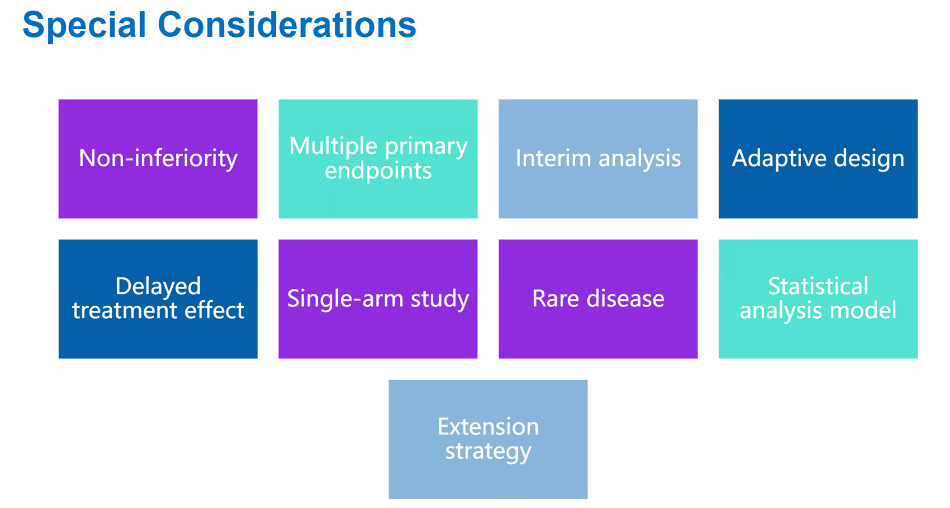 Special Considerations
Non-inferiority
Multiple primary
endpoints
Interim analysis
Adaptive design
Delayed
treatment effect
Single-arm study
Rare disease
Statistical
analysis model
Extension
strategy